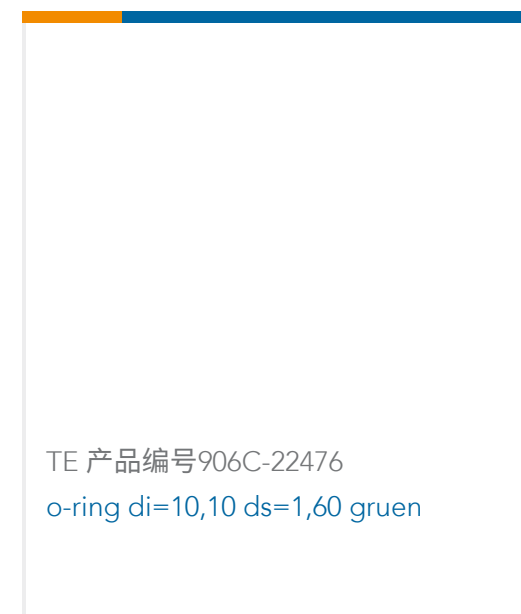 TE 产品编号906C-22476
o-ring di=10,10 ds=1,60 gruen